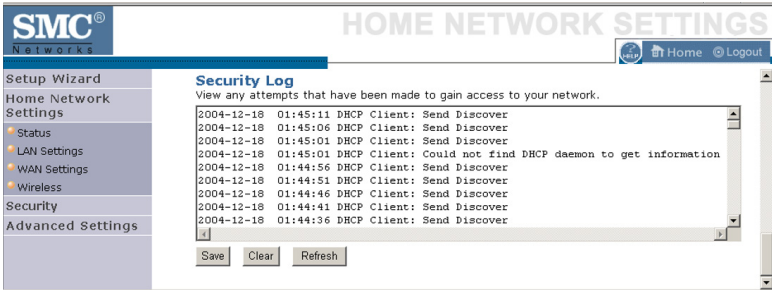 SMC®
Networks
HOME NETWORK SETTINGS
HELP Home Logout
Setup Wizard
Home Network Settings
Status
LAN Settings
WAN Settings
Wireless
Security
Advanced Settings
Security Log
View any attempts that have been made to gain access to your network.
2004-12-18 01:45:11 DHCP Client: Send Discover
2004-12-18 01:45:06 DHCP Client: Send Discover
2004-12-18 01:45:01 DHCP Client: Send Discover
2004-12-18 01:45:01 DHCP Client: Could not find DHCP daemon to get information
2004-12-18 01:44:56 DHCP Client: Send Discover
2004-12-18 01:44:51 DHCP Client: Send Discover
2004-12-18 01:44:46 DHCP Client: Send Discover
2004-12-18 01:44:41 DHCP Client: Send Discover
2004-12-18 01:44:36 DHCP Client: Send Discover
Save Clear Refresh